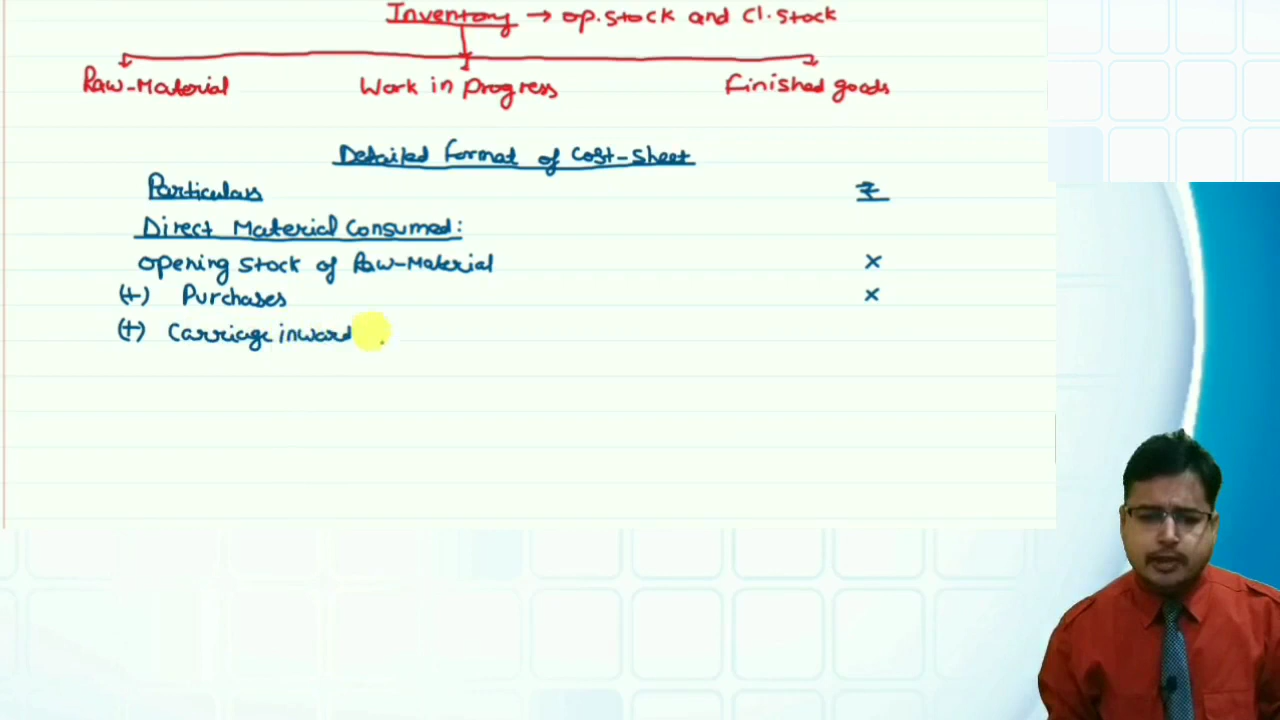 Inventory → op.stock and cl.stock
Raw-Material Work in Progress Finished goods
Detailed format of Cost-Sheet
Particulars ₹
Direct Material Consumed:
opening stock of Raw-Material ×
(+) Purchases ×
(+) Carriage inward